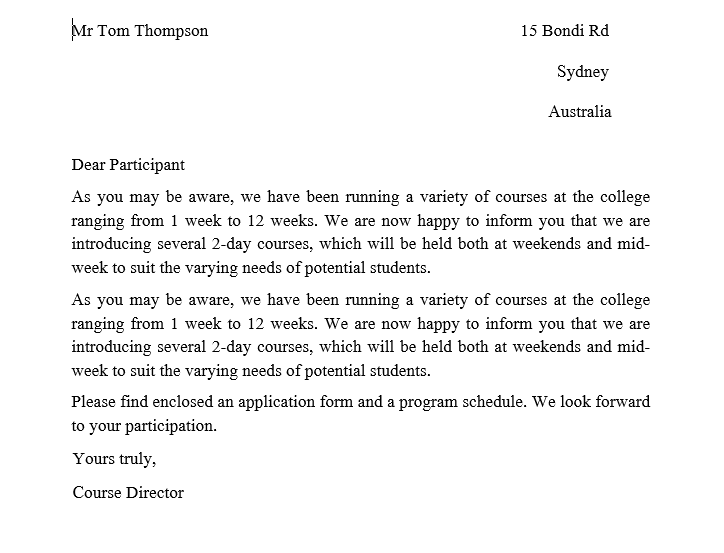 Mr Tom Thompson 15 Bondi Rd
Sydney
Australia
Dear Participant
As you may be aware, we have been running a variety of courses at the college
ranging from 1 week to 12 weeks. We are now happy to inform you that we are
introducing several 2-day courses, which will be held both at weekends and mid-
week to suit the varying needs of potential students.
As you may be aware, we have been running a variety of courses at the college
ranging from 1 week to 12 weeks. We are now happy to inform you that we are
introducing several 2-day courses, which will be held both at weekends and mid-
week to suit the varying needs of potential students.
Please find enclosed an application form and a program schedule. We look forward
to your participation.
Yours truly,
Course Director